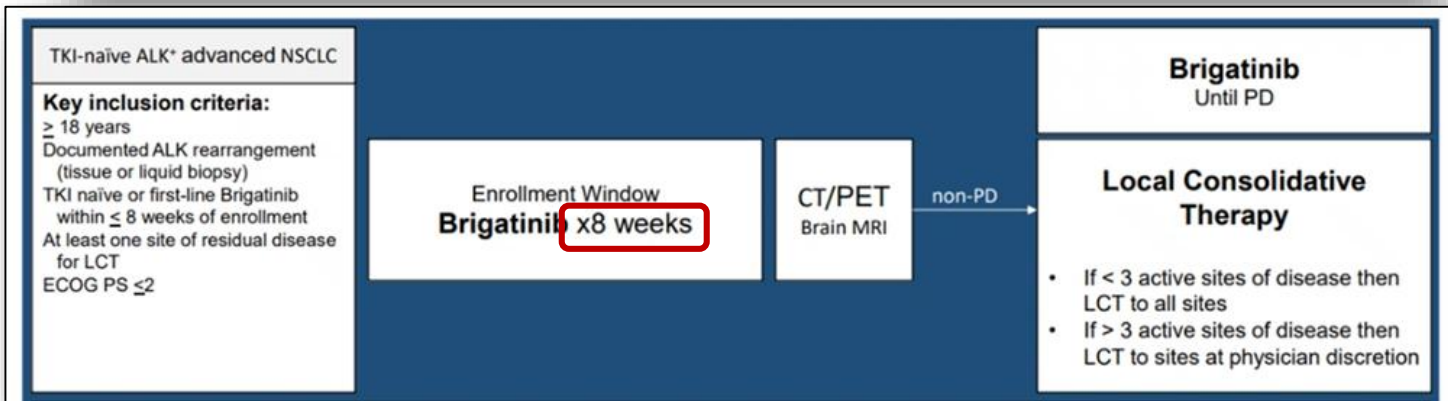 TKI-naïve ALK⁺ advanced NSCLC
Key inclusion criteria:
≥ 18 years
Documented ALK rearrangement
(tissue or liquid biopsy)
TKI naïve or first-line Brigatinib
within ≤ 8 weeks of enrollment
At least one site of residual disease
for LCT
ECOG PS ≤2
Enrollment Window
Brigatinib x8 weeks
CT/PET
Brain MRI
non-PD
Brigatinib
Until PD
Local Consolidative
Therapy
• If < 3 active sites of disease then
LCT to all sites
• If > 3 active sites of disease then
LCT to sites at physician discretion